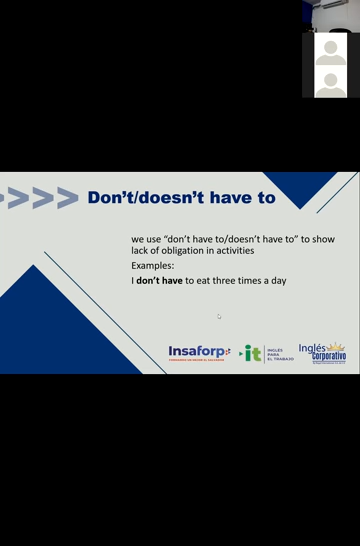 >>>> Don't/doesn't have to
we use "don't have to/doesn't have to" to show
lack of obligation in activities
Examples:
I don't have to eat three times a day
Insaforp
it
INGLÉS
PARA
EL TRABAJO
Inglés
Corporativo